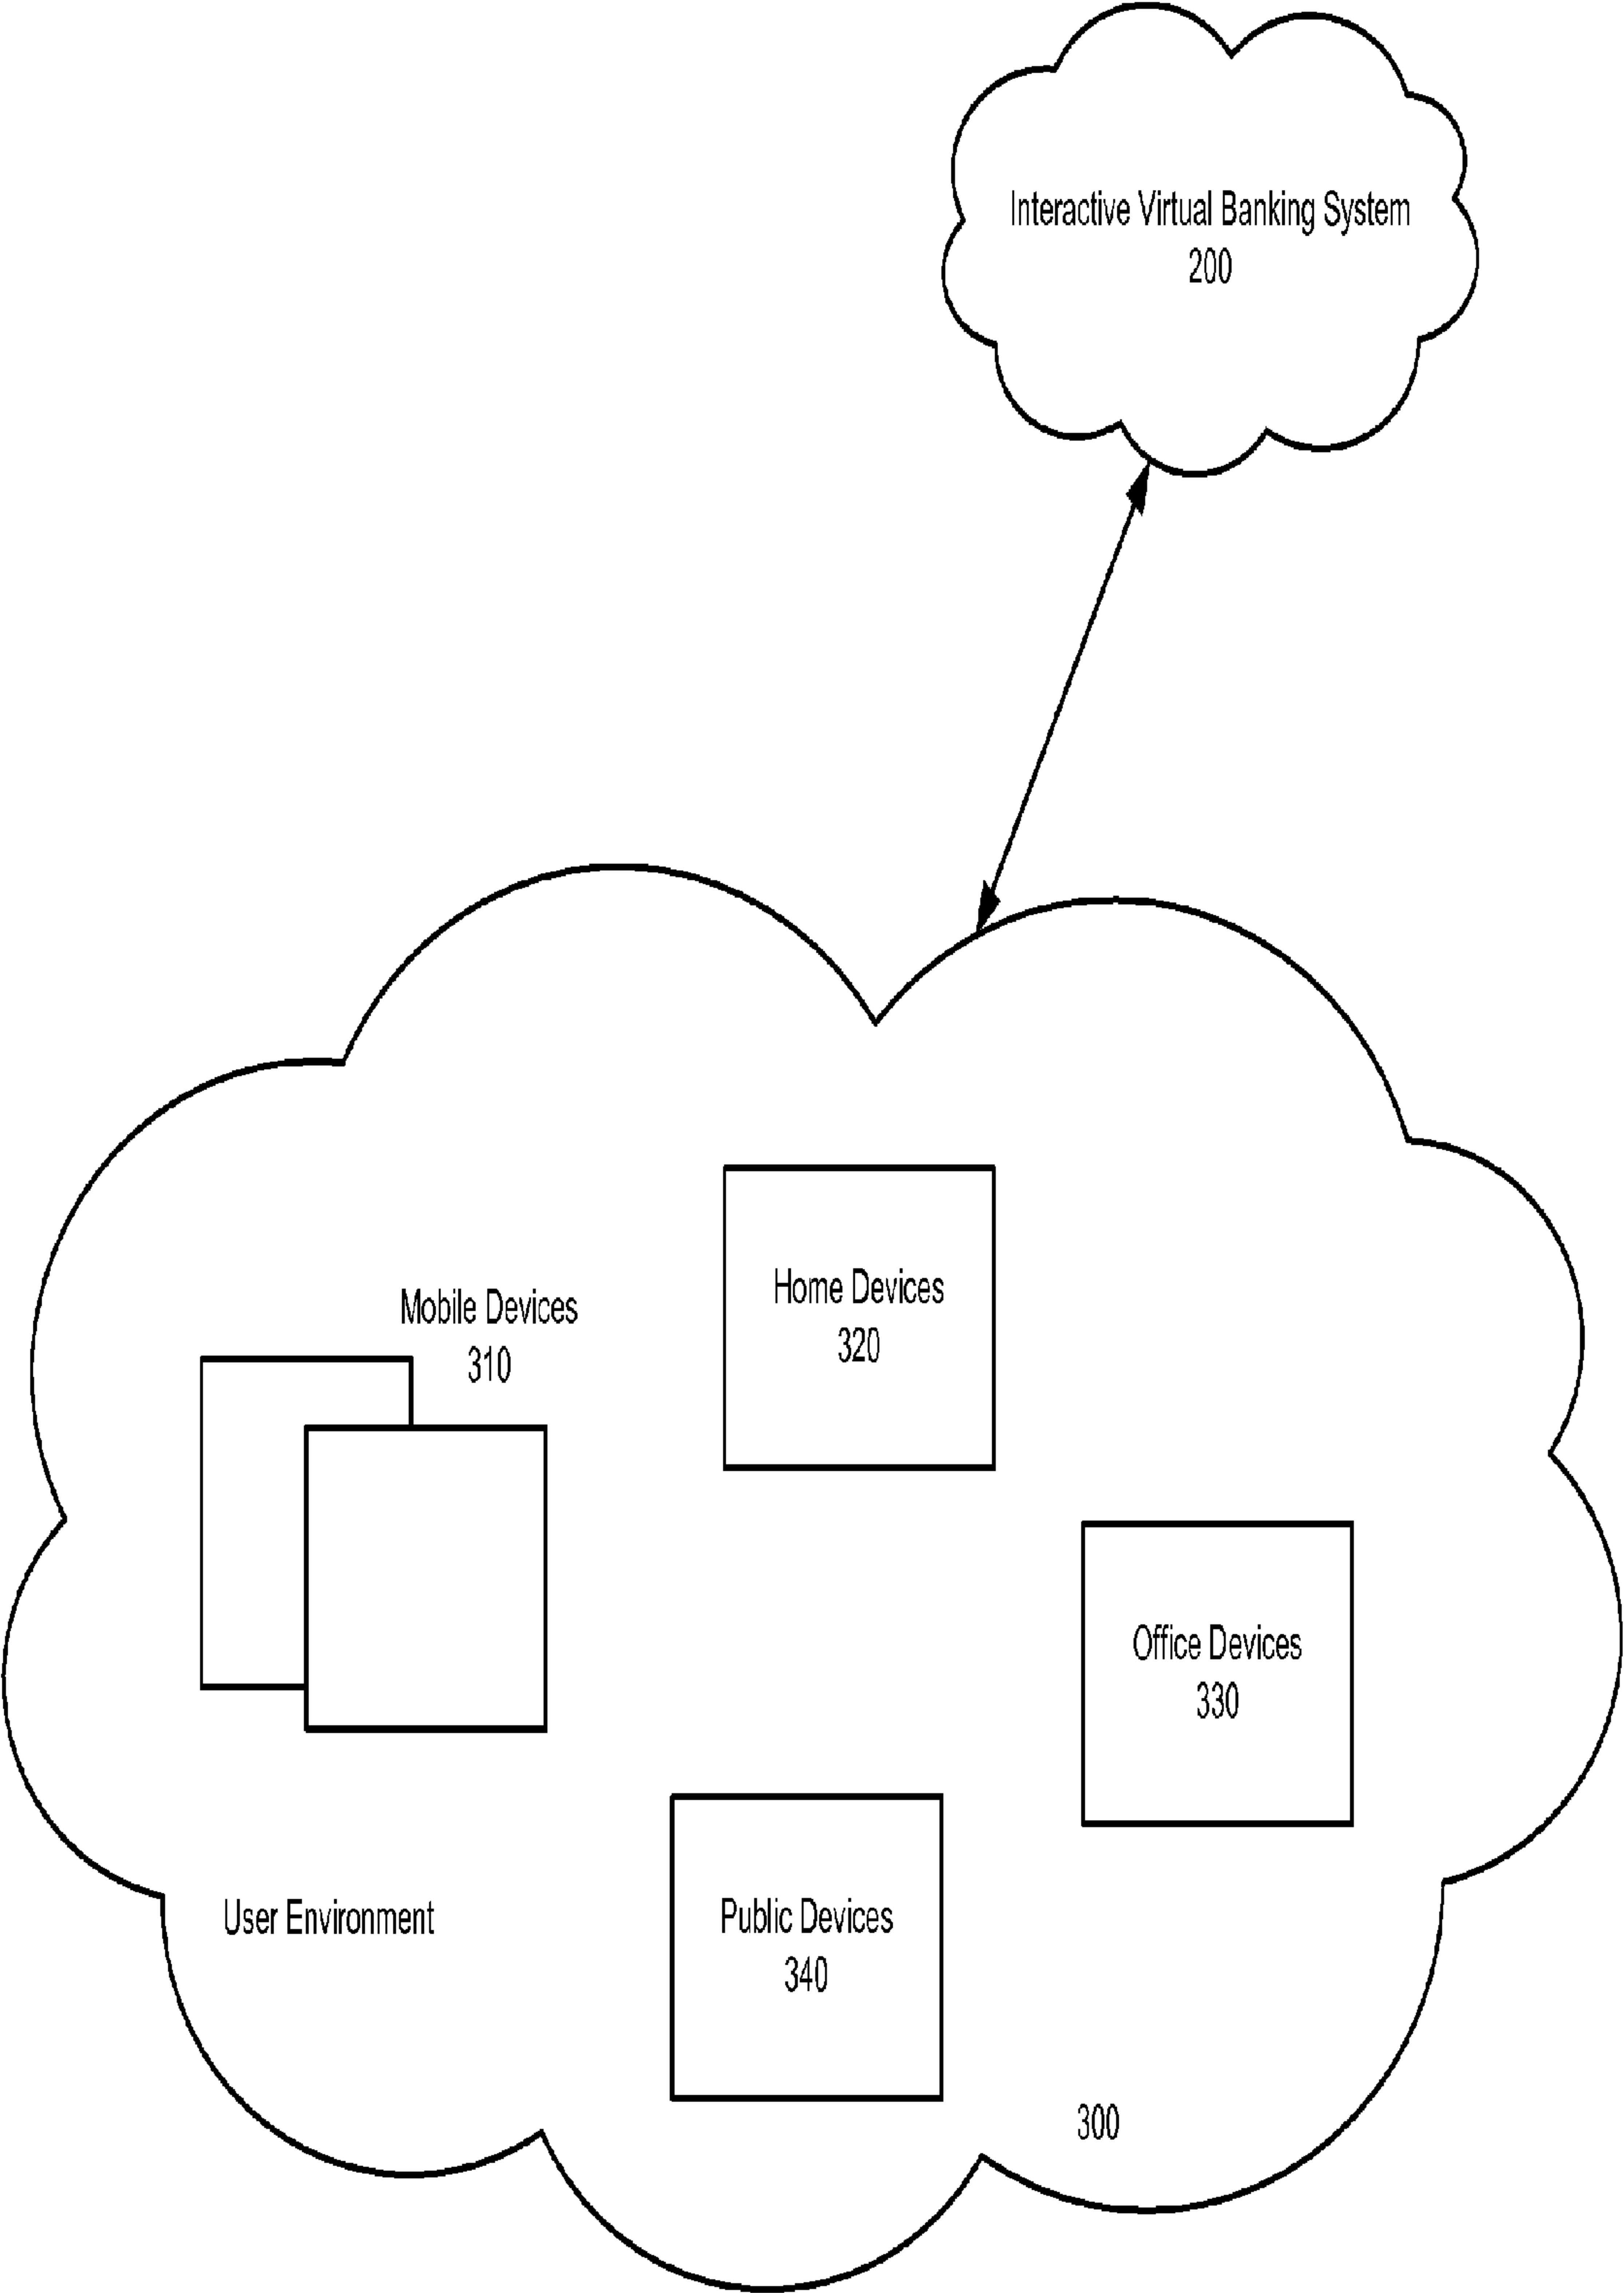 Interactive Virtual Banking System
200
Home Devices
320
Mobile Devices
310
Office Devices
330
User Environment
Public Devices
340
300